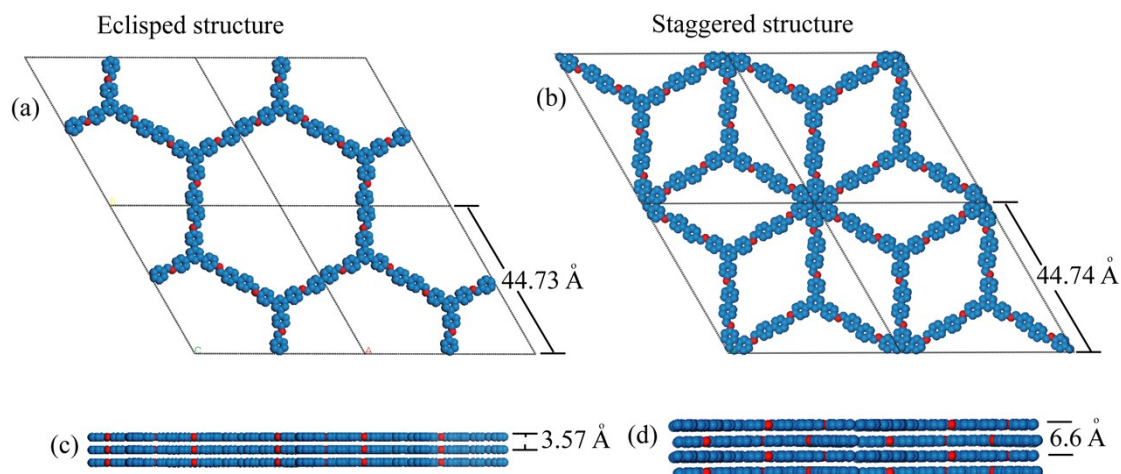 Eclisped structure
Staggered structure
(a)
(b)
44.73 Å
44.74 Å
C
A
(c)
3.57 Å
(d)
6.6 Å